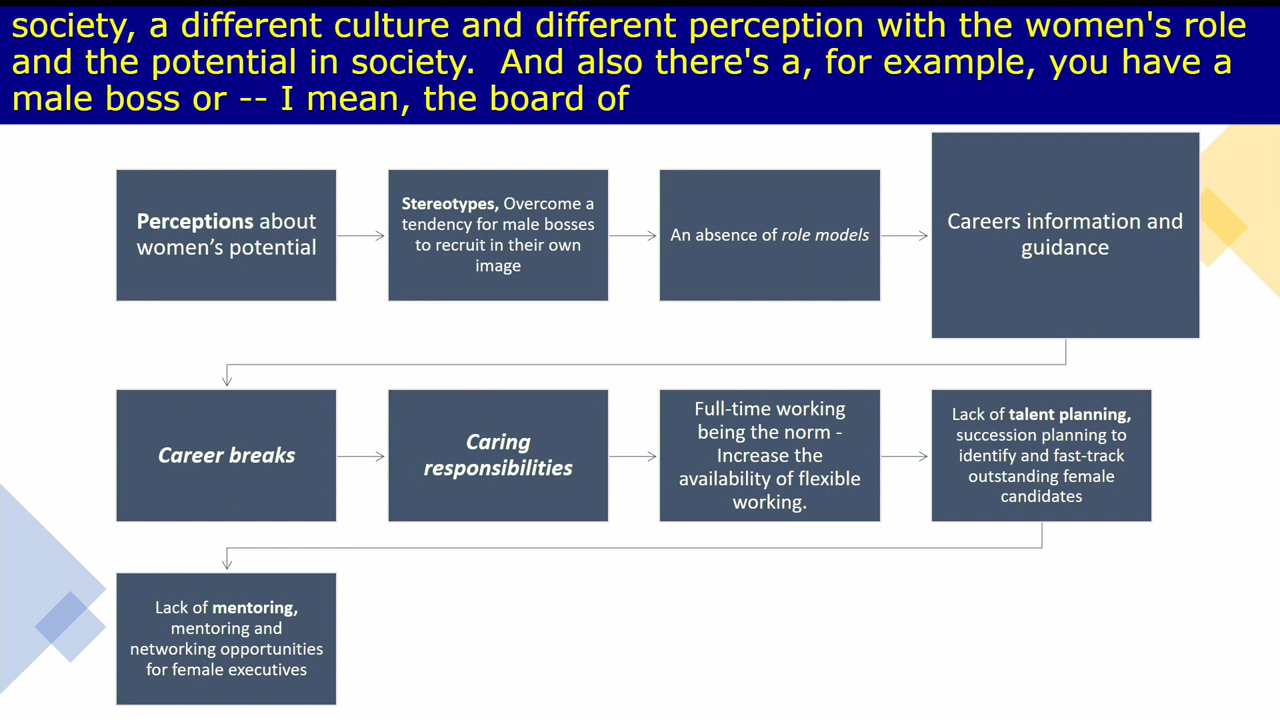 society, a different culture and different perception with the women's role
and the potential in society.  And also there's a, for example, you have a
male boss or -- I mean, the board of
Perceptions about
women’s potential
Stereotypes, Overcome a
tendency for male bosses
to recruit in their own
image
An absence of role models
Careers information and
guidance
Career breaks
Caring
responsibilities
Full-time working
being the norm -
Increase the
availability of flexible
working.
Lack of talent planning,
succession planning to
identify and fast-track
outstanding female
candidates
Lack of mentoring,
mentoring and
networking opportunities
for female executives